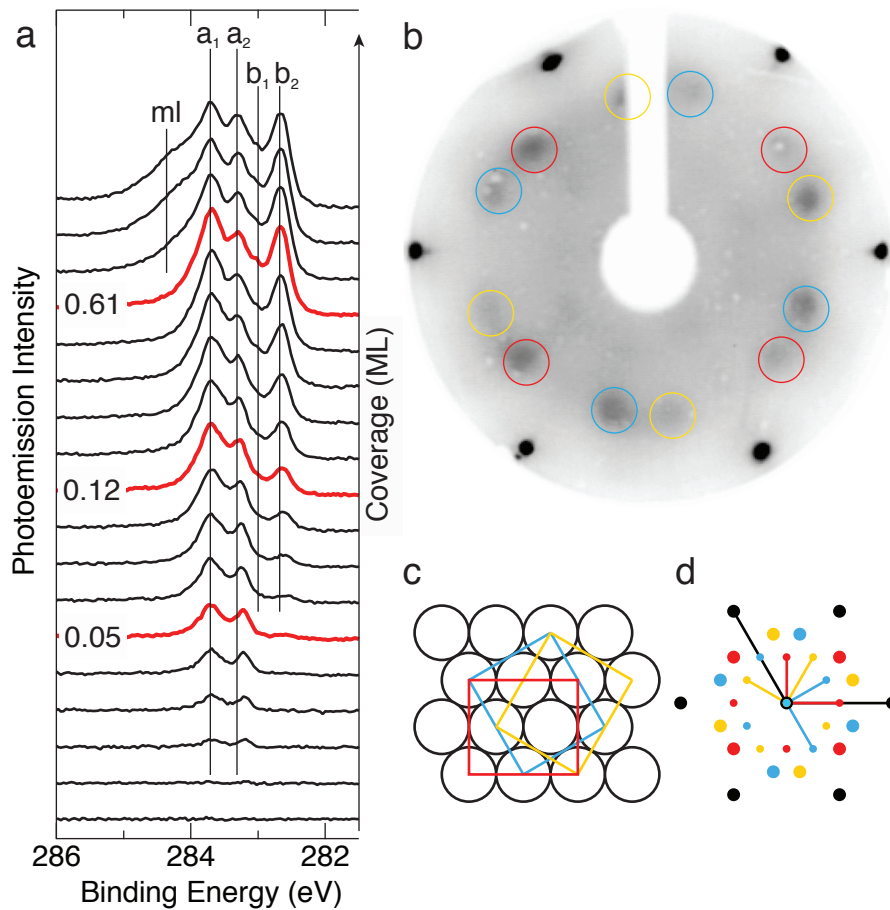 a
a1 a2
b1 b2
ml
0.61
0.12
0.05
Photoemission Intensity
Coverage (ML)
286 284 282
Binding Energy (eV)
b
c
d